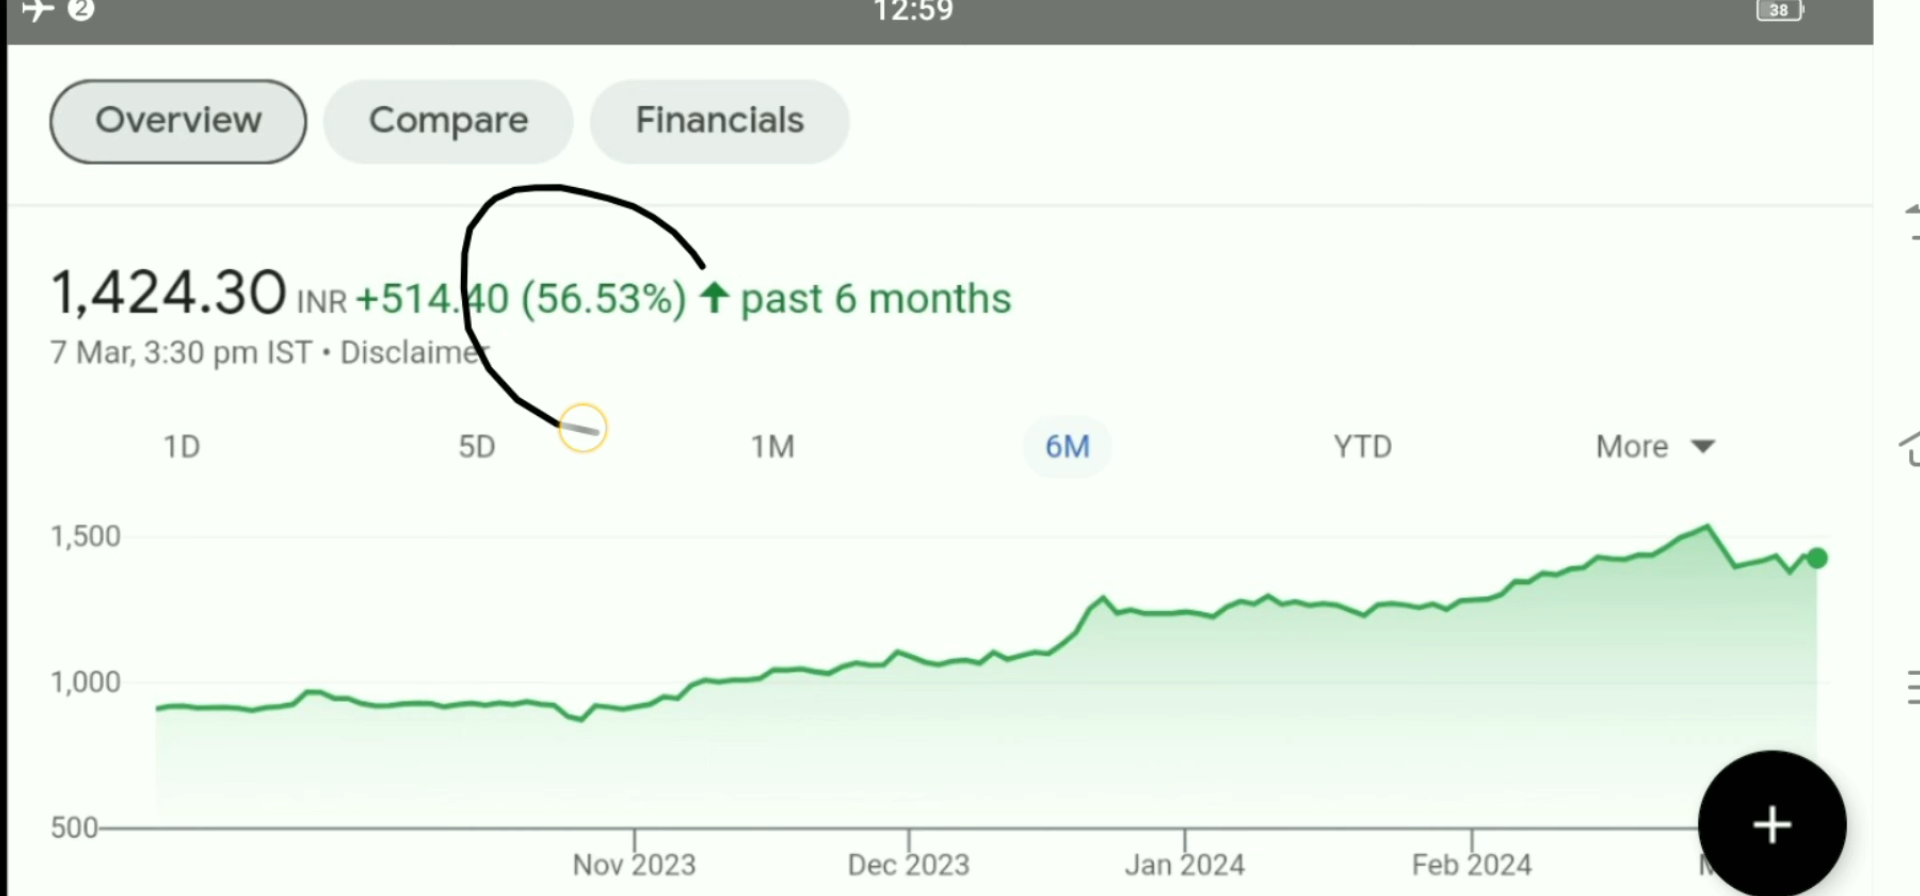 2 12:59 38
Overview Compare Financials
1,424.30 INR +514.40 (56.53%) ↑ past 6 months
7 Mar, 3:30 pm IST • Disclaimer
1D 5D 1M 6M YTD More
1,500
1,000
500
Nov 2023 Dec 2023 Jan 2024 Feb 2024
+